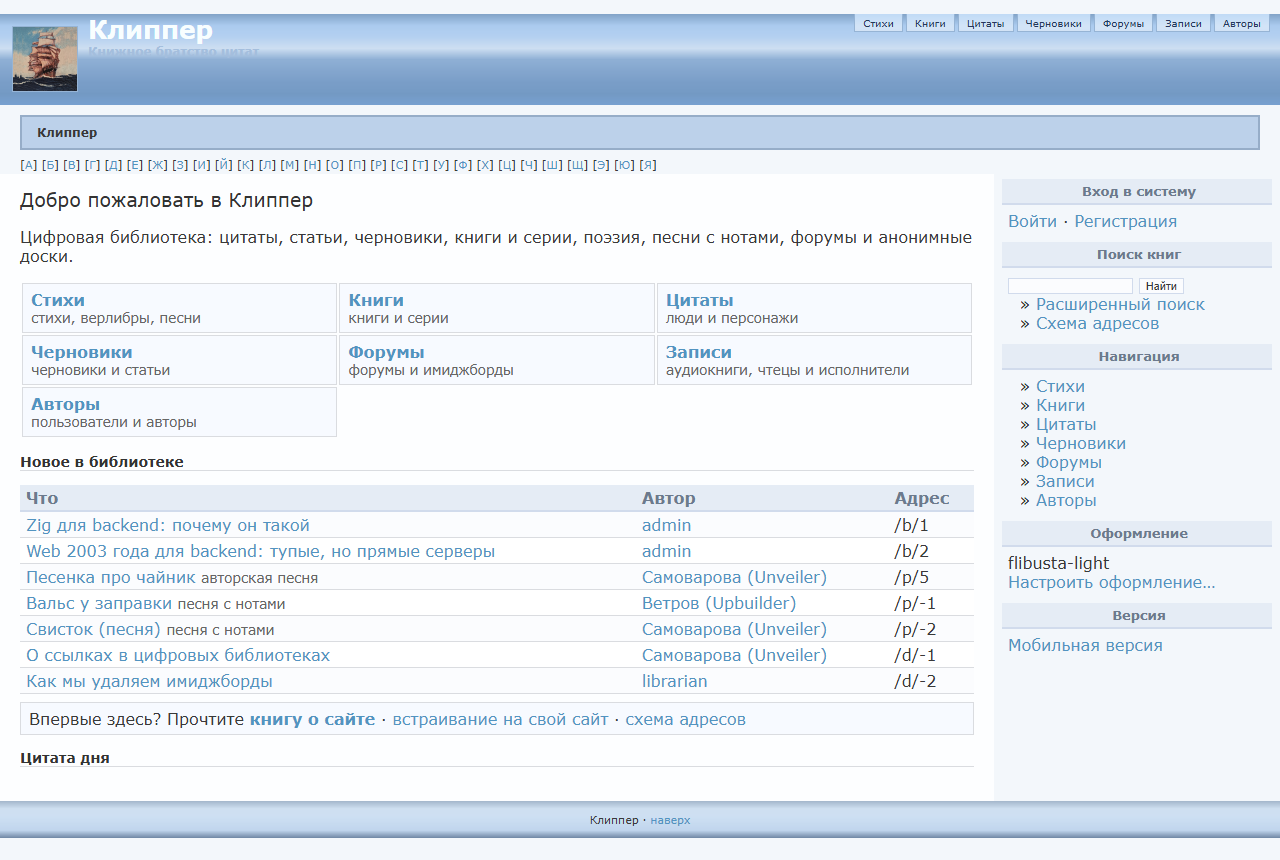 Клиппер
Книжное братство цитат
Стихи Книги Цитаты Черновики Форумы Записи Авторы
Клиппер
[А] [Б] [В] [Г] [Д] [Е] [Ж] [З] [И] [Й] [К] [Л] [М] [Н] [О] [П] [Р] [С] [Т] [У] [Ф] [Х] [Ц] [Ч] [Ш] [Щ] [Э] [Ю] [Я]
Добро пожаловать в Клиппер
Цифровая библиотека: цитаты, статьи, черновики, книги и серии, поэзия, песни с нотами, форумы и анонимные
доски.
Стихи
стихи, верлибры, песни
Книги
книги и серии
Цитаты
люди и персонажи
Черновики
черновики и статьи
Форумы
форумы и имиджборды
Записи
аудиокниги, чтецы и исполнители
Авторы
пользователи и авторы
Новое в библиотеке
Что Автор Адрес
Zig для backend: почему он такой admin /b/1
Web 2003 года для backend: тупые, но прямые серверы admin /b/2
Песенка про чайник авторская песня Самоварова (Unveiler) /p/5
Вальс у заправки песня с нотами Ветров (Upbuilder) /p/-1
Свисток (песня) песня с нотами Самоварова (Unveiler) /p/-2
О ссылках в цифровых библиотеках Самоварова (Unveiler) /d/-1
Как мы удаляем имиджборды librarian /d/-2
Впервые здесь? Прочтите книгу о сайте · встраивание на свой сайт · схема адресов
Цитата дня
Вход в систему
Войти · Регистрация
Поиск книг
Найти
» Расширенный поиск
» Схема адресов
Навигация
» Стихи
» Книги
» Цитаты
» Черновики
» Форумы
» Записи
» Авторы
Оформление
flibusta-light
Настроить оформление...
Версия
Мобильная версия
Клиппер · наверх